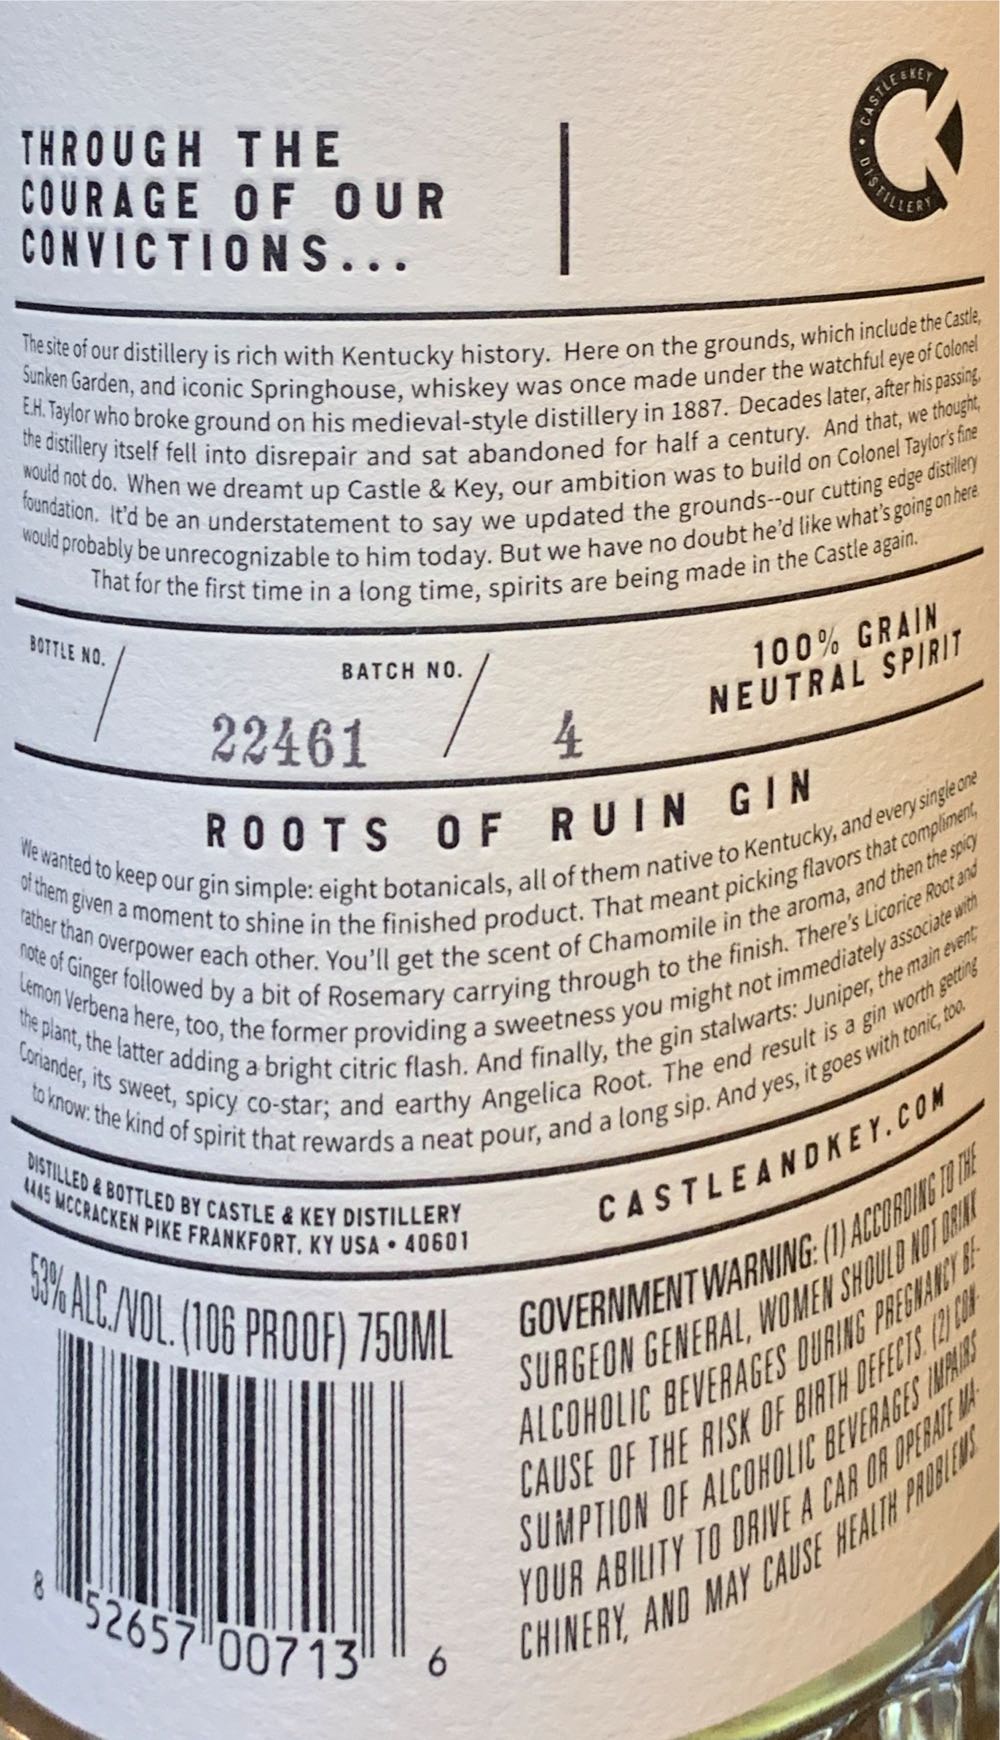 CASTLE & KEY • DISTILLERY
THROUGH THE
COURAGE OF OUR
CONVICTIONS...
The site of our distillery is rich with Kentucky history. Here on the grounds, which include the Castle,
Sunken Garden, and iconic Springhouse, whiskey was once made under the watchful eye of Colonel
E.H. Taylor who broke ground on his medieval-style distillery in 1887. Decades later, after his passing,
the distillery itself fell into disrepair and sat abandoned for half a century. And that, we thought,
would not do. When we dreamt up Castle & Key, our ambition was to build on Colonel Taylor's fine
foundation. It'd be an understatement to say we updated the grounds--our cutting edge distillery
would probably be unrecognizable to him today. But we have no doubt he'd like what's going on here.
That for the first time in a long time, spirits are being made in the Castle again.
BOTTLE NO. / 22461
BATCH NO. / 4
100% GRAIN
NEUTRAL SPIRIT
ROOTS OF RUIN GIN
We wanted to keep our gin simple: eight botanicals, all of them native to Kentucky, and every single one
of them given a moment to shine in the finished product. That meant picking flavors that compliment,
rather than overpower each other. You'll get the scent of Chamomile in the aroma, and then the spicy
note of Ginger followed by a bit of Rosemary carrying through to the finish. There's Licorice Root and
Lemon Verbena here, too, the former providing a sweetness you might not immediately associate with
the plant, the latter adding a bright citric flash. And finally, the gin stalwarts: Juniper, the main event;
Coriander, its sweet, spicy co-star; and earthy Angelica Root. The end result is a gin worth getting
to know: the kind of spirit that rewards a neat pour, and a long sip. And yes, it goes with tonic, too.
DISTILLED & BOTTLED BY CASTLE & KEY DISTILLERY
4445 MCCRACKEN PIKE FRANKFORT, KY USA • 40601
CASTLEANDKEY.COM
53% ALC./VOL. (106 PROOF) 750ML
8 52657 00713 6
GOVERNMENT WARNING: (1) ACCORDING TO THE
SURGEON GENERAL, WOMEN SHOULD NOT DRINK
ALCOHOLIC BEVERAGES DURING PREGNANCY BE-
CAUSE OF THE RISK OF BIRTH DEFECTS. (2) CON-
SUMPTION OF ALCOHOLIC BEVERAGES IMPAIRS
YOUR ABILITY TO DRIVE A CAR OR OPERATE MA-
CHINERY, AND MAY CAUSE HEALTH PROBLEMS.